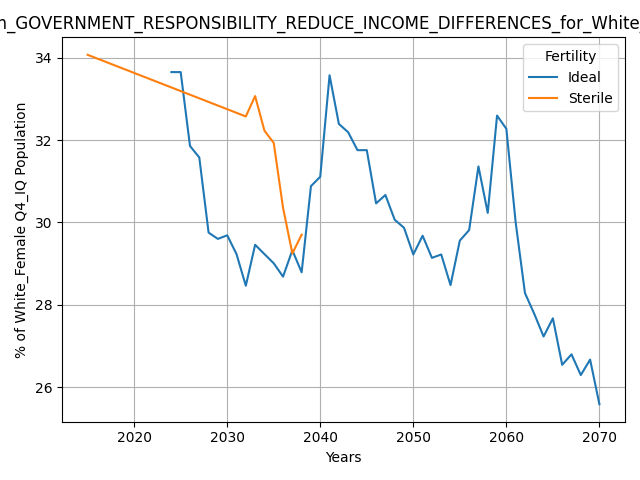 n_GOVERNMENT_RESPONSIBILITY_REDUCE_INCOME_DIFFERENCES_for_White_
Fertility
Ideal
Sterile
% of White_Female Q4_IQ Population
34
32
30
28
26
2020 2030 2040 2050 2060 2070
Years